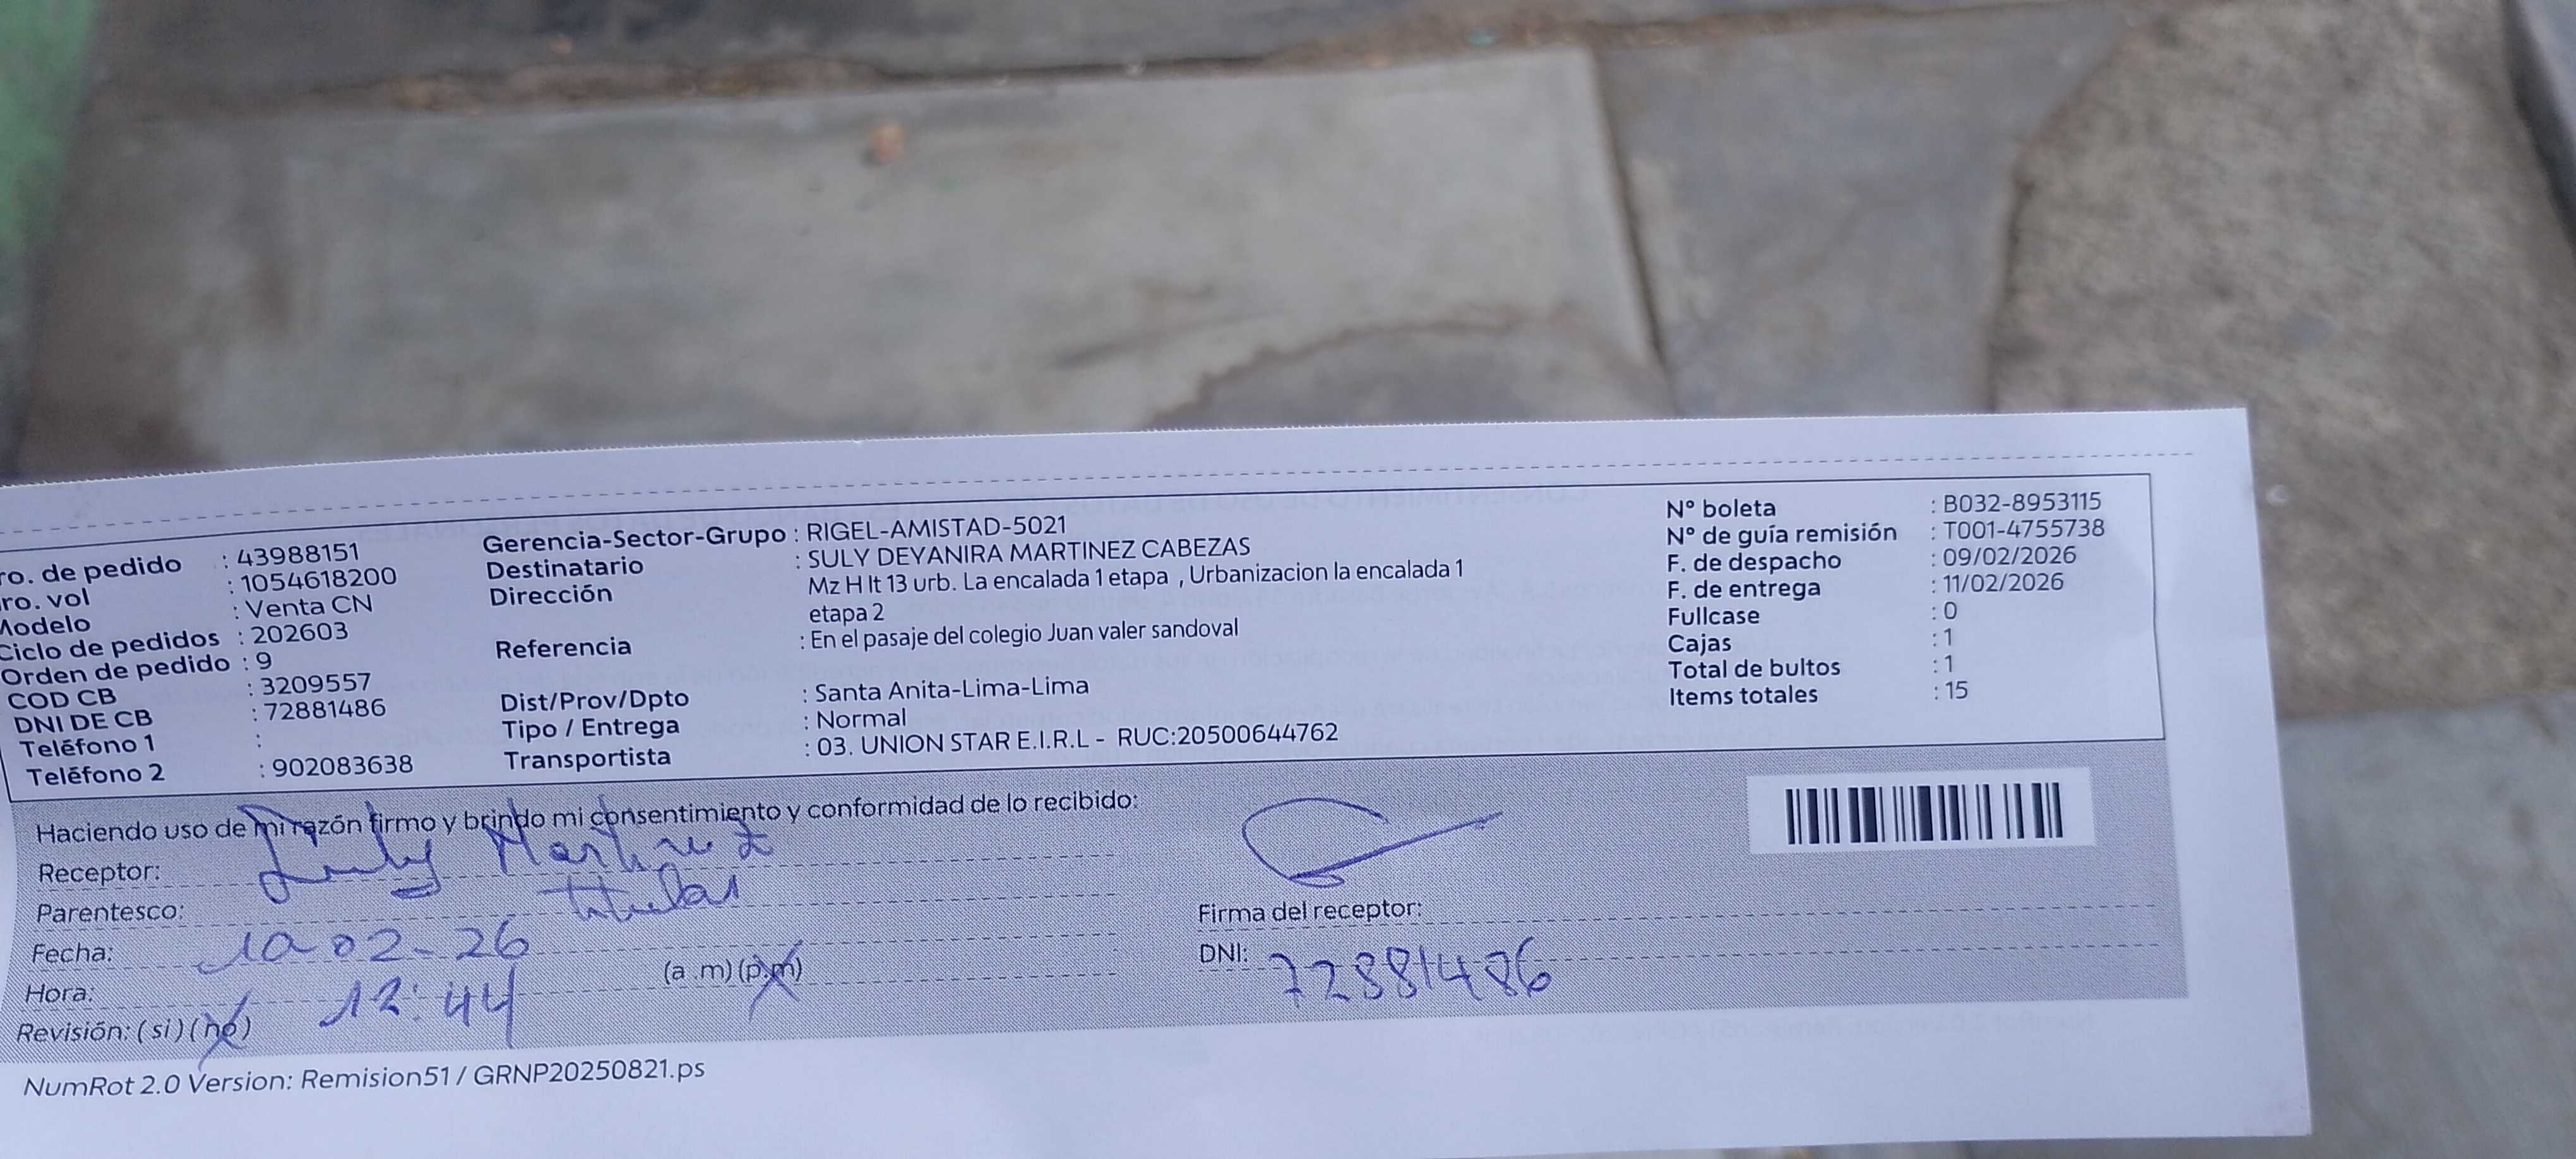 ro. de pedido : 43988151
ro. vol : 1054618200
Modelo : Venta CN
Ciclo de pedidos : 202603
Orden de pedido : 9
COD CB : 3209557
DNI DE CB : 72881486
Teléfono 1 :
Teléfono 2 : 902083638
Gerencia-Sector-Grupo : RIGEL-AMISTAD-5021
Destinatario : SULY DEYANIRA MARTINEZ CABEZAS
Dirección Mz H lt 13 urb. La encalada 1 etapa , Urbanizacion la encalada 1
etapa 2
Referencia : En el pasaje del colegio Juan valer sandoval
Dist/Prov/Dpto : Santa Anita-Lima-Lima
Tipo / Entrega : Normal
Transportista : 03. UNION STAR E.I.R.L - RUC:20500644762
N° boleta : B032-8953115
N° de guía remisión : T001-4755738
F. de despacho : 09/02/2026
F. de entrega : 11/02/2026
Fullcase : 0
Cajas : 1
Total de bultos : 1
Items totales : 15
Haciendo uso de mi razón firmo y brindo mi consentimiento y conformidad de lo recibido:
Receptor: Suly Martinez
Parentesco: titular
Fecha: 10-02-26
Hora: 12:44 (a .m) (p.m)
Revisión: (si) (no)
Firma del receptor:
DNI: 72881486
NumRot 2.0 Version: Remision51 / GRNP20250821.ps